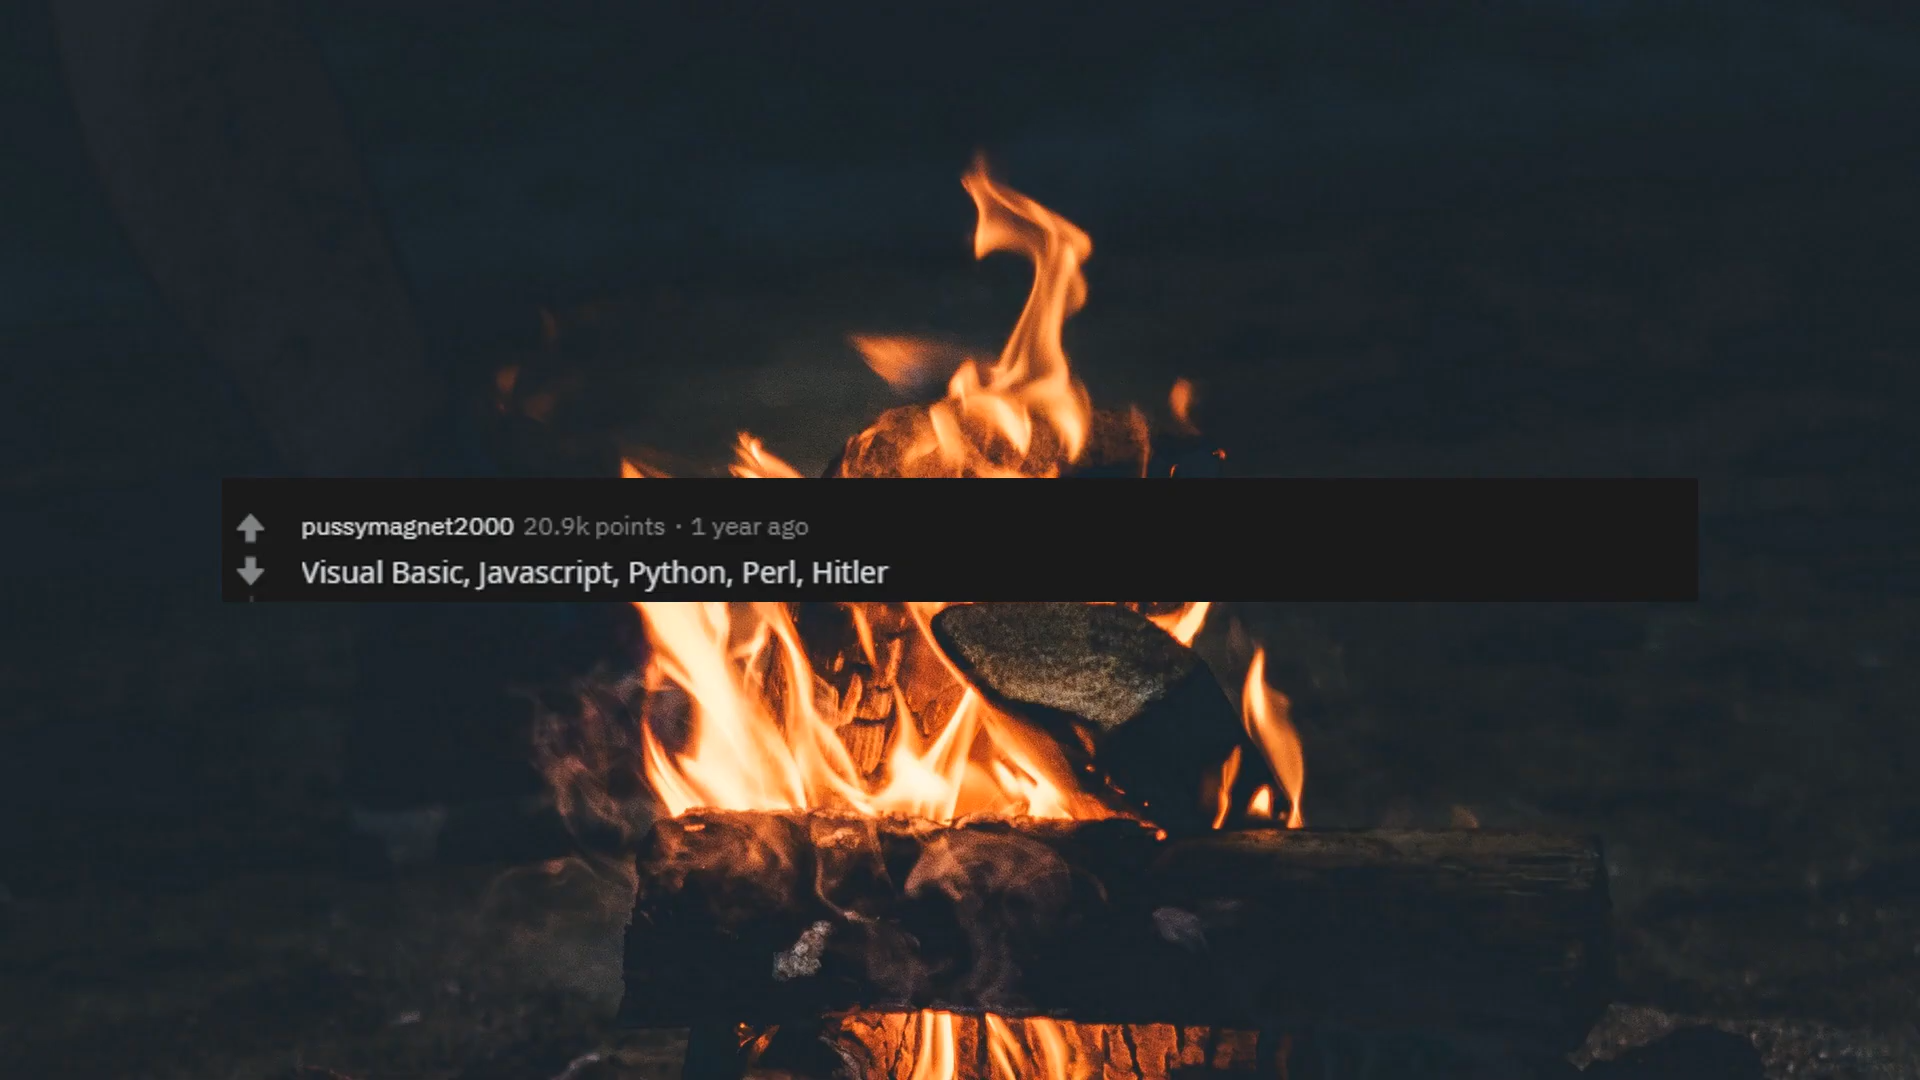 pussymagnet2000 20.9k points · 1 year ago
Visual Basic, Javascript, Python, Perl, Hitler